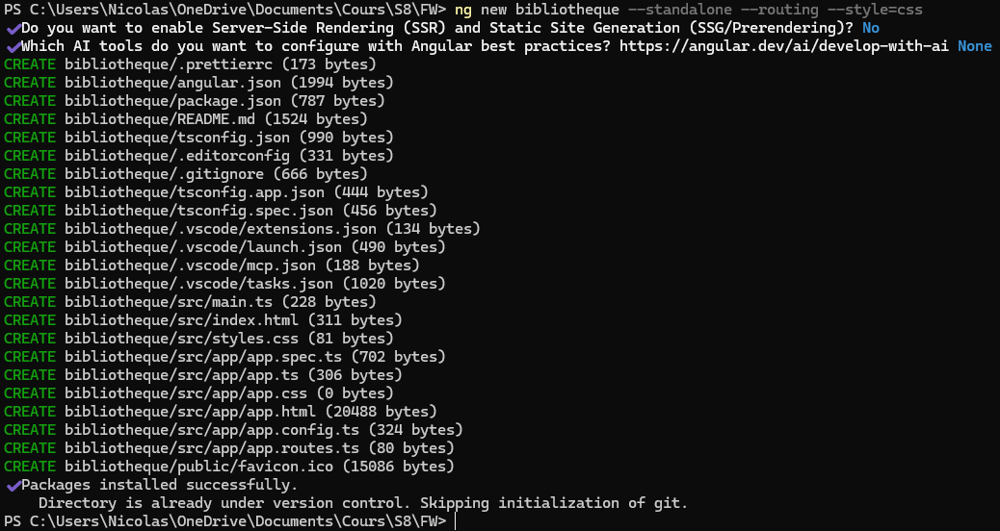 PS C:\Users\Nicolas\OneDrive\Documents\Cours\S8\FW> ng new bibliotheque --standalone --routing --style=css
✔Do you want to enable Server-Side Rendering (SSR) and Static Site Generation (SSG/Prerendering)? No
✔Which AI tools do you want to configure with Angular best practices? https://angular.dev/ai/develop-with-ai None
CREATE bibliotheque/.prettierrc (173 bytes)
CREATE bibliotheque/angular.json (1994 bytes)
CREATE bibliotheque/package.json (787 bytes)
CREATE bibliotheque/README.md (1524 bytes)
CREATE bibliotheque/tsconfig.json (990 bytes)
CREATE bibliotheque/.editorconfig (331 bytes)
CREATE bibliotheque/.gitignore (666 bytes)
CREATE bibliotheque/tsconfig.app.json (444 bytes)
CREATE bibliotheque/tsconfig.spec.json (456 bytes)
CREATE bibliotheque/.vscode/extensions.json (134 bytes)
CREATE bibliotheque/.vscode/launch.json (490 bytes)
CREATE bibliotheque/.vscode/mcp.json (188 bytes)
CREATE bibliotheque/.vscode/tasks.json (1020 bytes)
CREATE bibliotheque/src/main.ts (228 bytes)
CREATE bibliotheque/src/index.html (311 bytes)
CREATE bibliotheque/src/styles.css (81 bytes)
CREATE bibliotheque/src/app/app.spec.ts (702 bytes)
CREATE bibliotheque/src/app/app.ts (306 bytes)
CREATE bibliotheque/src/app/app.css (0 bytes)
CREATE bibliotheque/src/app/app.html (20488 bytes)
CREATE bibliotheque/src/app/app.config.ts (324 bytes)
CREATE bibliotheque/src/app/app.routes.ts (80 bytes)
CREATE bibliotheque/public/favicon.ico (15086 bytes)
✔Packages installed successfully.
    Directory is already under version control. Skipping initialization of git.
PS C:\Users\Nicolas\OneDrive\Documents\Cours\S8\FW>